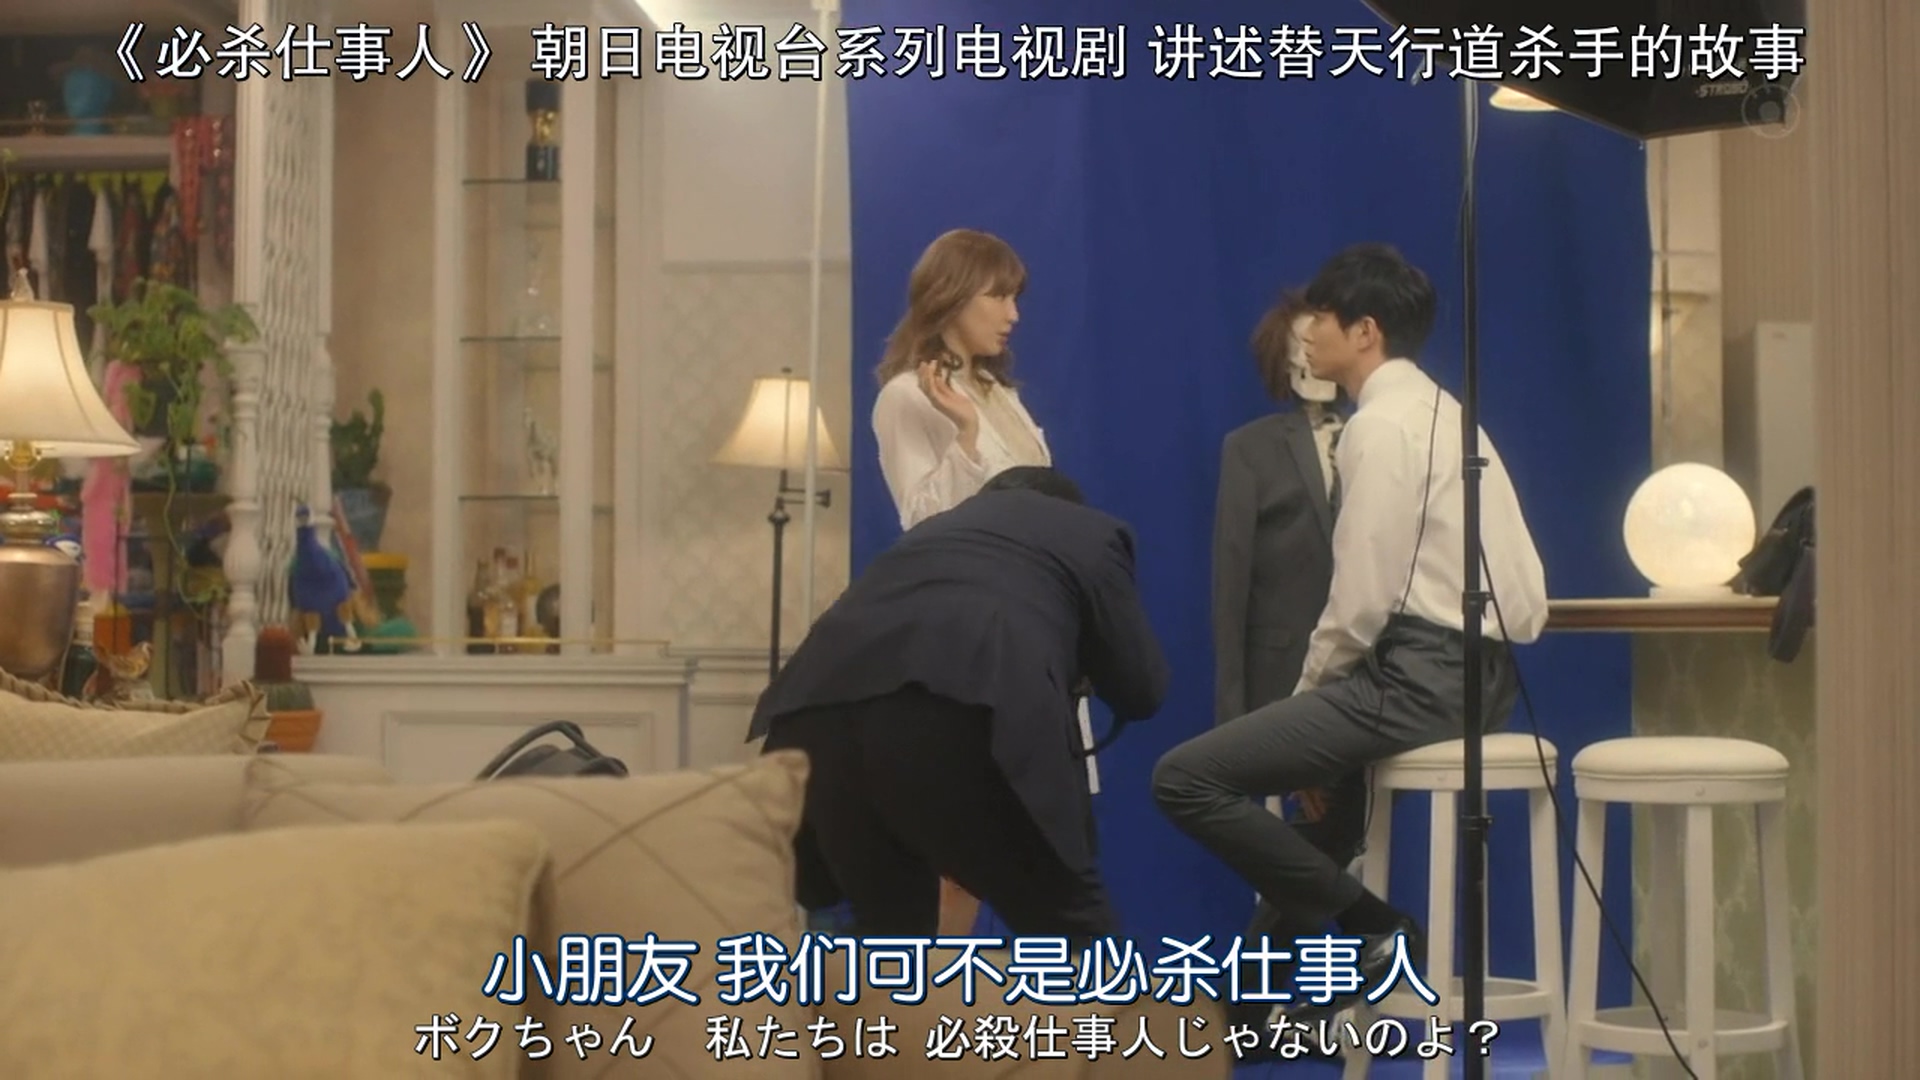 《必杀仕事人》 朝日电视台系列电视剧 讲述替天行道杀手的故事
-STROBO
小朋友 我们可不是必杀仕事人
ボクちゃん　私たちは 必殺仕事人じゃないのよ？